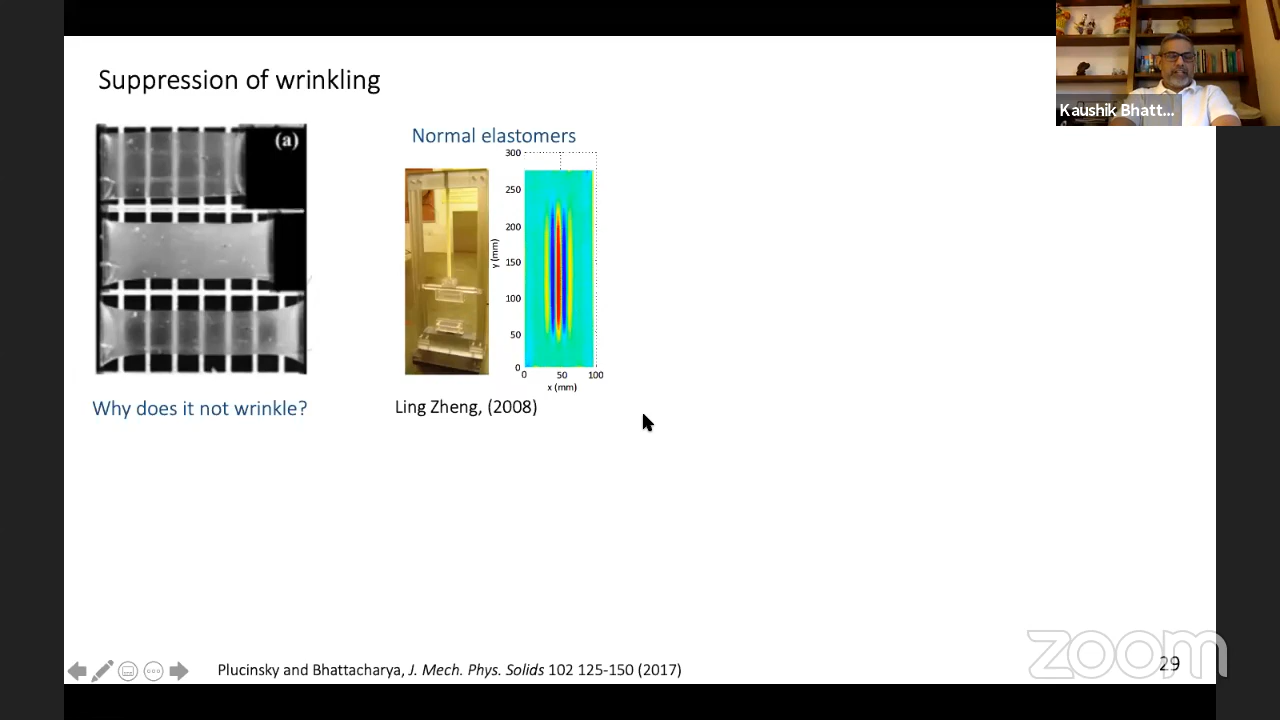 Suppression of wrinkling
Kaushik Bhatt...
(a)
Normal elastomers
300
250
200
150
100
50
0
y (mm)
0 50 100
x (mm)
Why does it not wrinkle?
Ling Zheng, (2008)
Plucinsky and Bhattacharya, J. Mech. Phys. Solids 102 125-150 (2017)
zoom
29